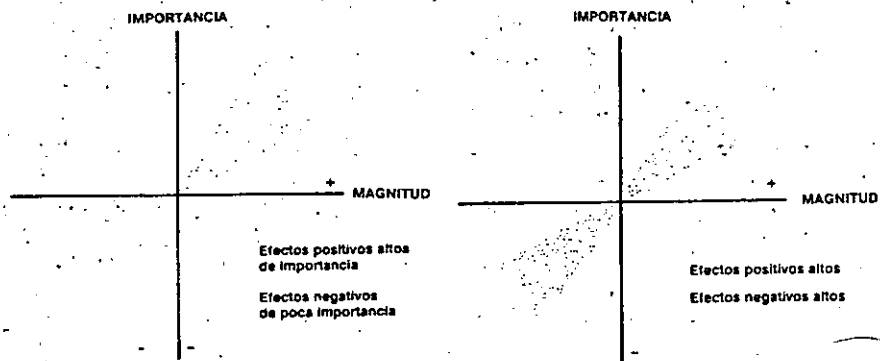 IMPORTANCIA
+
MAGNITUD
Efectos positivos altos
de importancia
Efectos negativos
de poca importancia
-
-
IMPORTANCIA
+
MAGNITUD
Efectos positivos altos
Efectos negativos altos
-